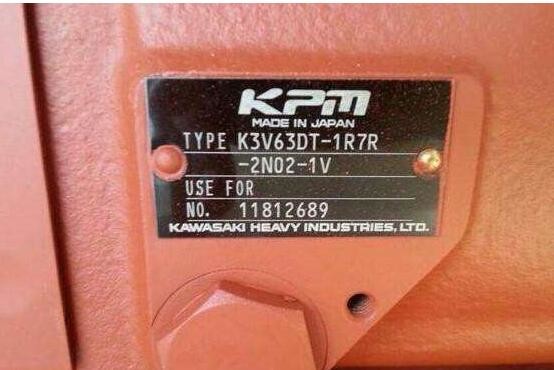 KPM
MADE IN JAPAN
TYPE K3V63DT-1R7R
-2N02-1V
USE FOR
NO. 11812689
KAWASAKI HEAVY INDUSTRIES, LTD.